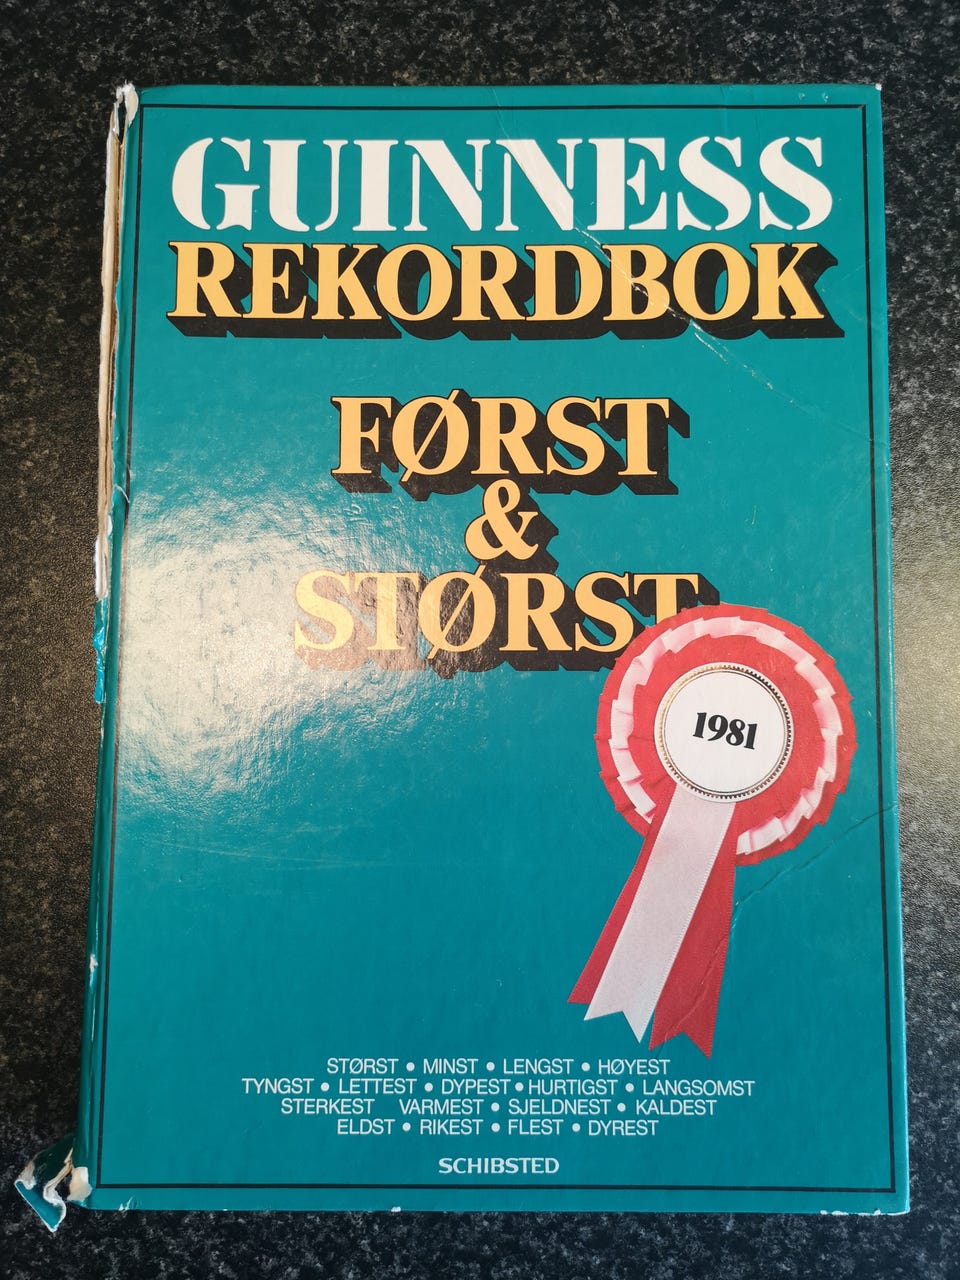 GUINNESS
REKORDBOK
FØRST
&
STØRST
1981
STØRST • MINST • LENGST • HØYEST
TYNGST • LETTEST • DYPEST • HURTIGST • LANGSOMST
STERKEST VARMEST • SJELDNEST • KALDEST
ELDST • RIKEST • FLEST • DYREST
SCHIBSTED